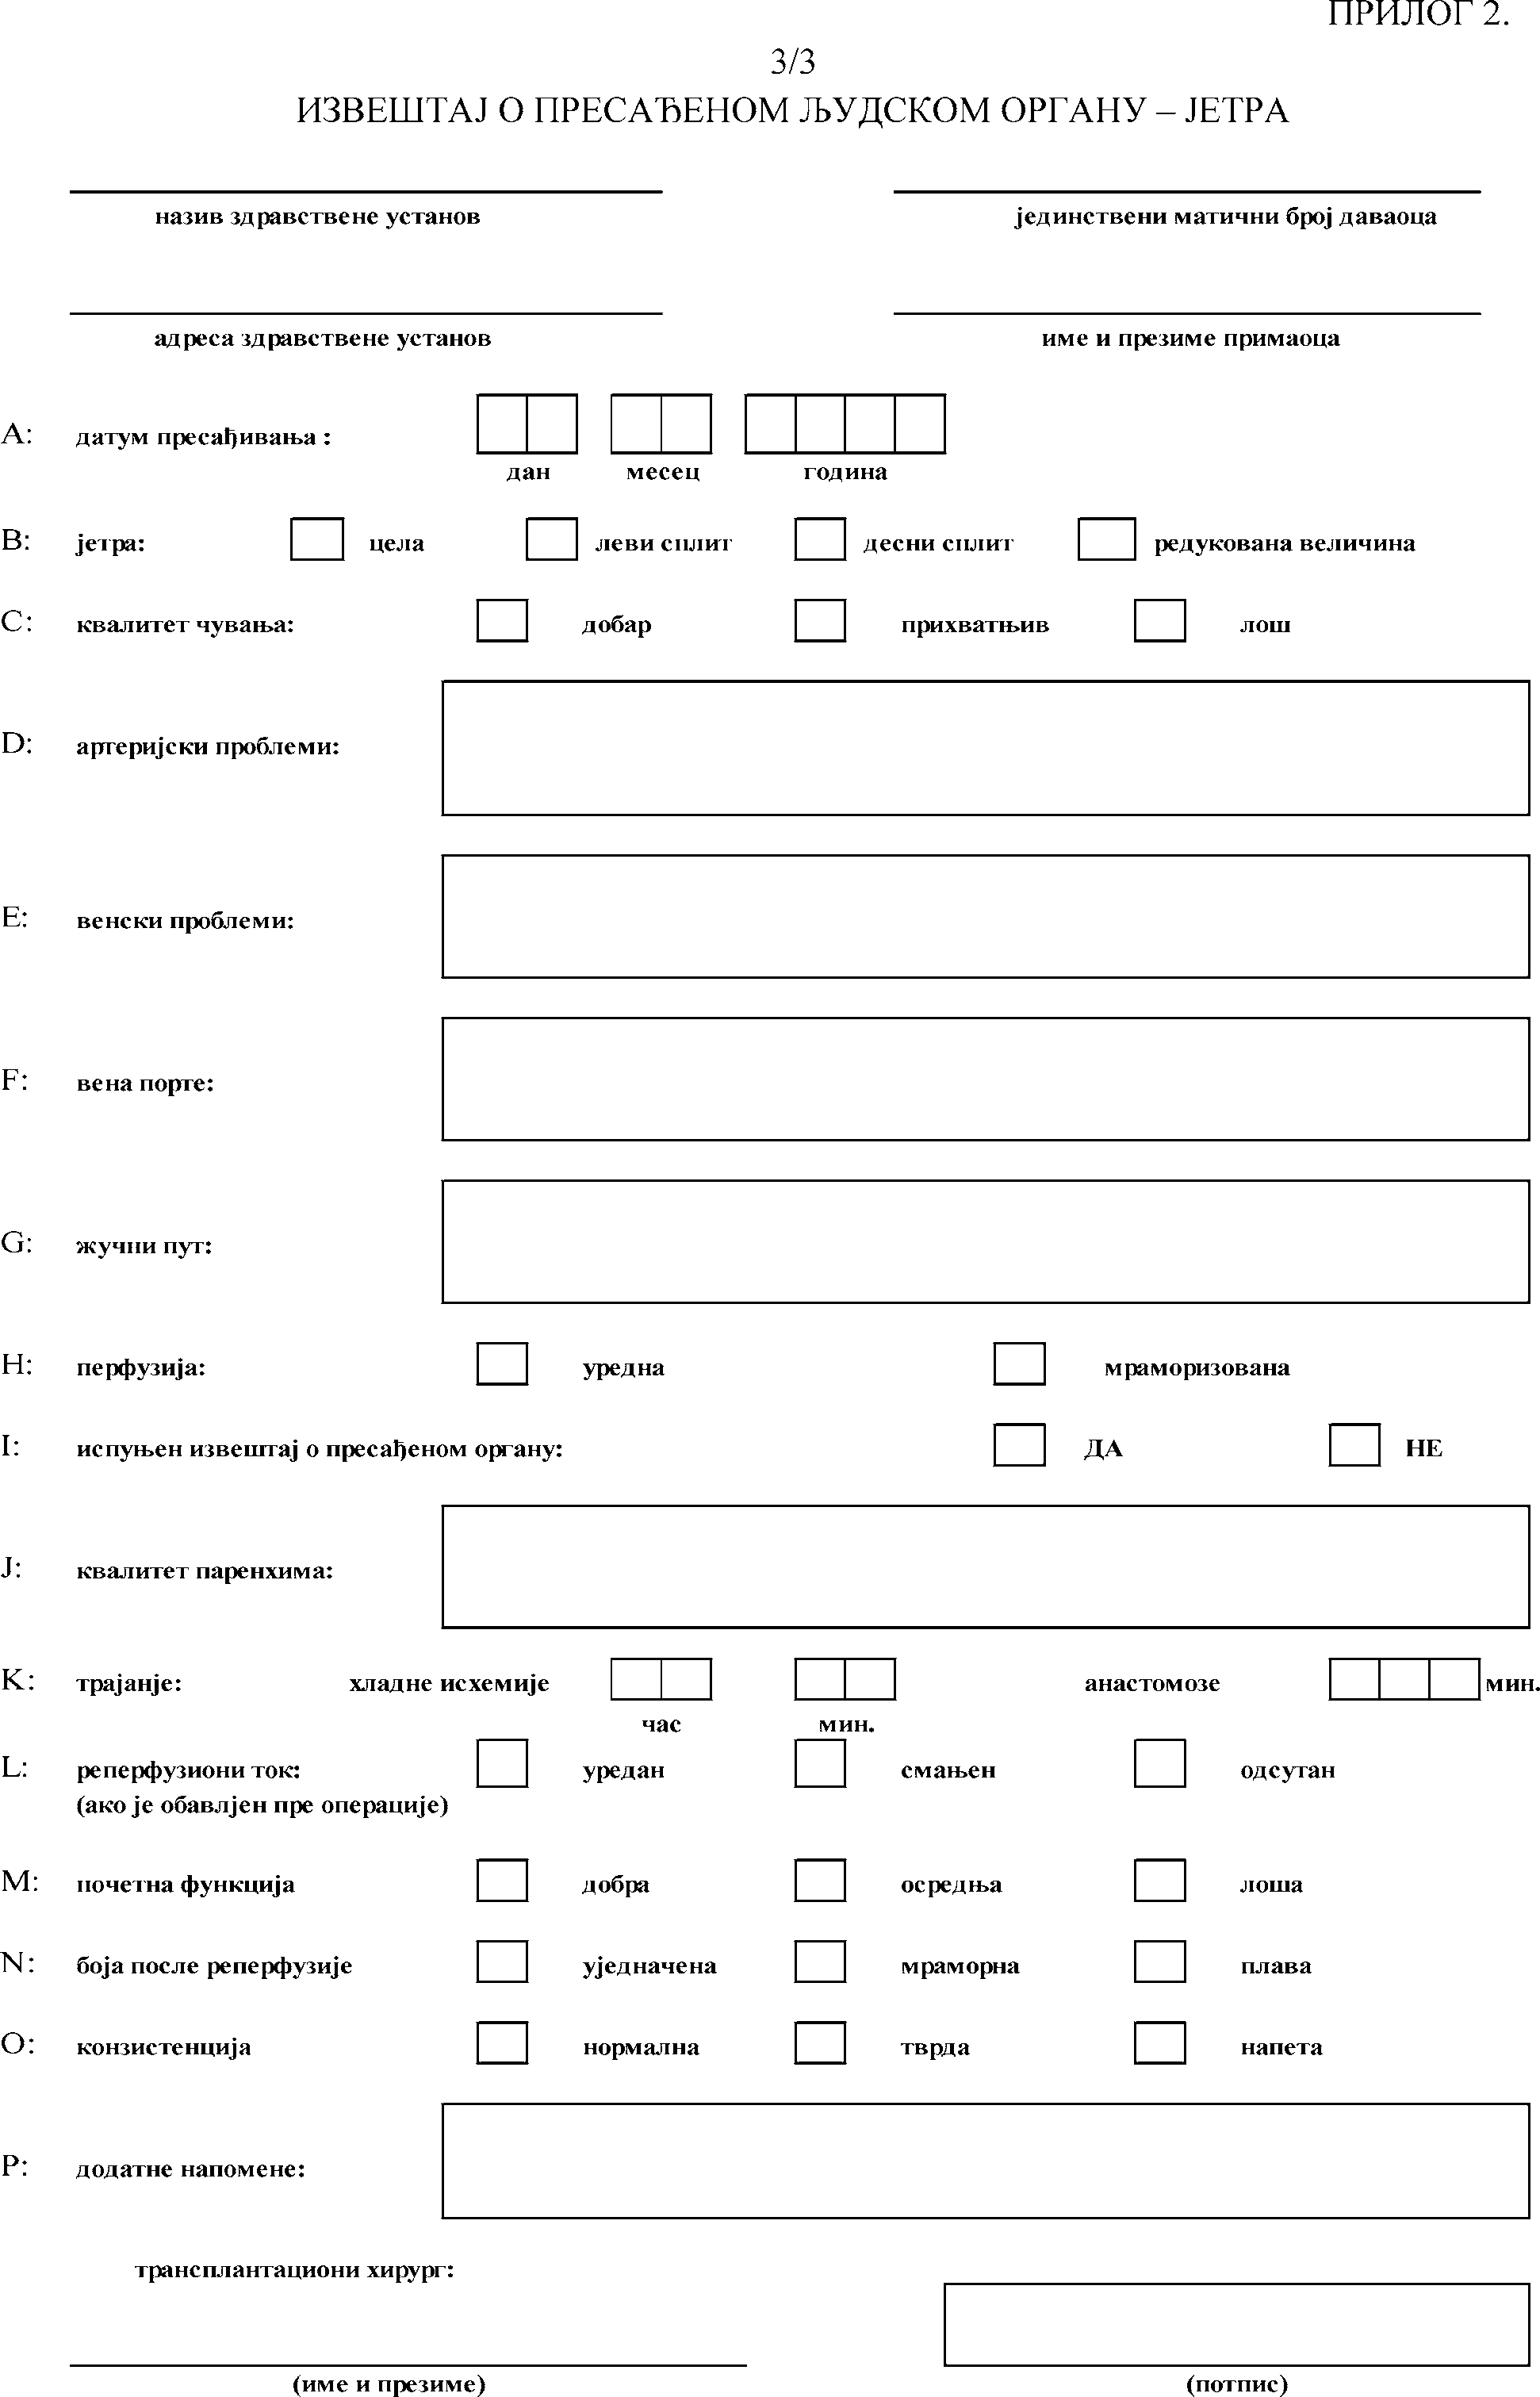 ПРИЛОГ 2.
3/3
ИЗВЕШТАЈ О ПРЕСАЂЕНОМ ЉУДСКОМ ОРГАНУ – ЈЕТРА
назив здравствене установ јединствени матични број даваоца
адреса здравствене установ име и презиме примаоца
A: датум пресађивања :
дан месец година
B: јетра: цела леви сплит десни сплит редукована величина
C: квалитет чувања: добар прихватњив лош
D: артеријски проблеми:
E: венски проблеми:
F: вена порте:
G: жучни пут:
H: перфузија: уредна мраморизована
I: испуњен извештај о пресађеном органу: ДА НЕ
J: квалитет паренхима:
K: трајанје: хладне исхемије анастомозе мин.
час мин.
L: реперфузиони ток: уредан смањен одсутан
(ако је обавлјен пре операције)
M: почетна функција добра осредња лоша
N: боја после реперфузије уједначена мраморна плава
O: конзистенција нормална тврда напета
P: додатне напомене:
трансплантациони хирург:
(име и презиме) (потпис)